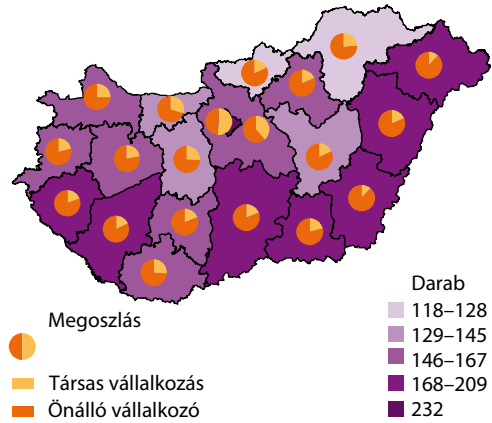 Megoszlás
Társas vállalkozás
Önálló vállalkozó
Darab
118–128
129–145
146–167
168–209
232